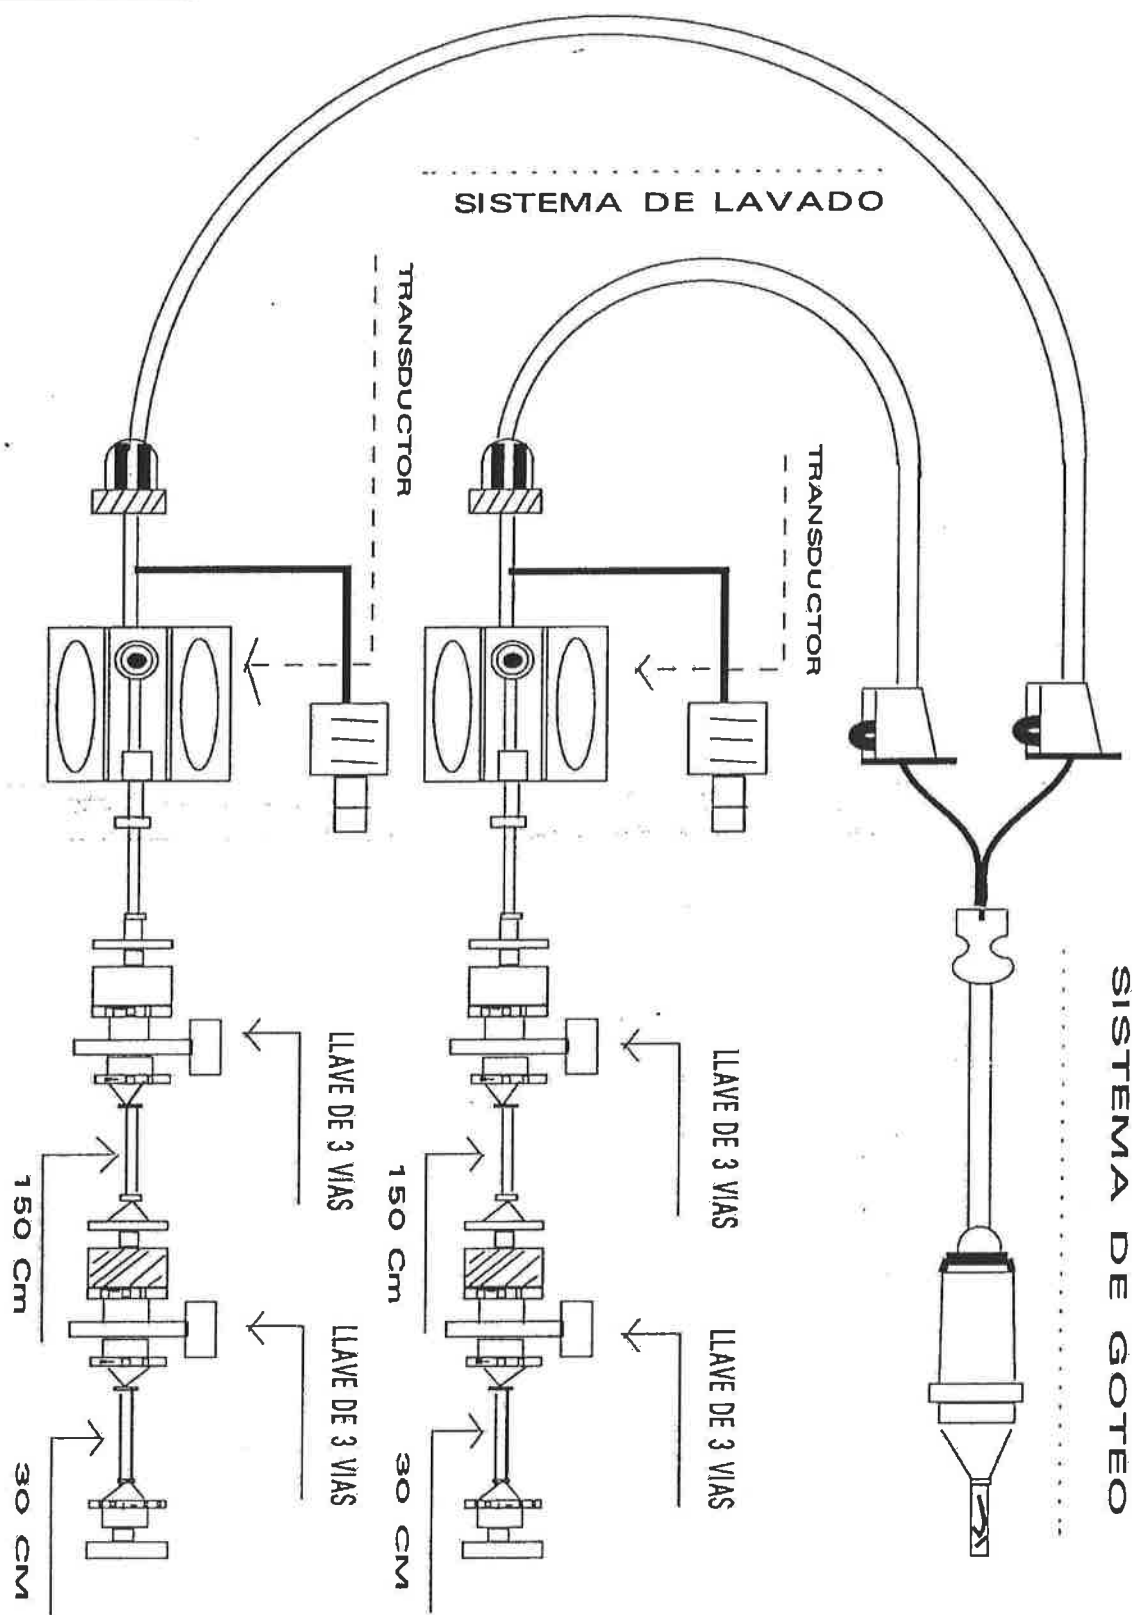 SISTEMA DE LAVADO
TRANSDUCTOR
TRANSDUCTOR
SISTEMA DE GOTEO
LLAVE DE 3 VIAS
LLAVE DE 3 VIAS
150 Cm
150 Cm
LLAVE DE 3 VIAS
LLAVE DE 3 VIAS
30 CM
30 CM